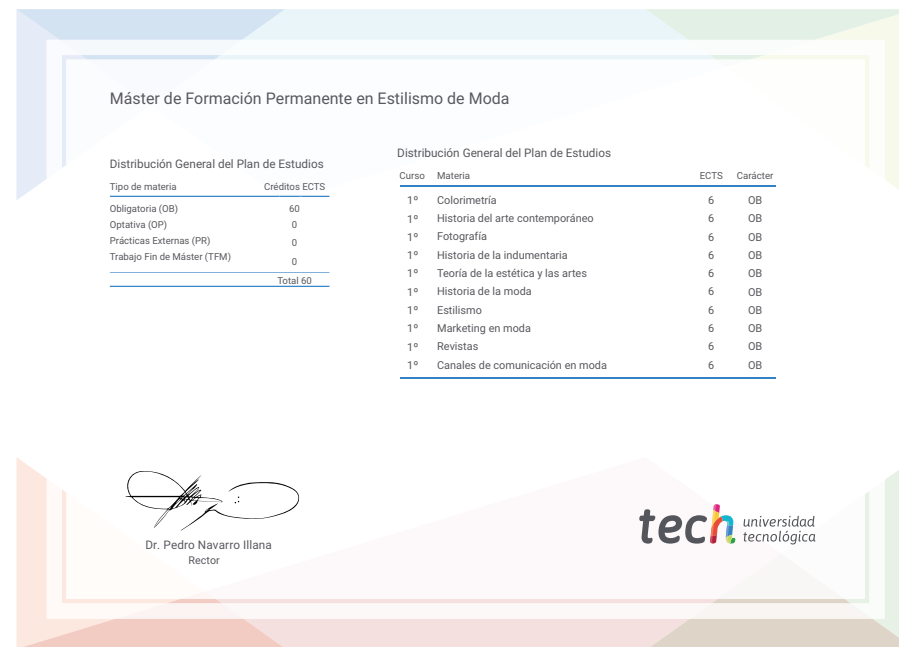 Máster de Formación Permanente en Estilismo de Moda
Distribución General del Plan de Estudios
Tipo de materia Créditos ECTS
Obligatoria (OB) 60
Optativa (OP) 0
Prácticas Externas (PR) 0
Trabajo Fin de Máster (TFM) 0
Total 60
Distribución General del Plan de Estudios
Curso Materia ECTS Carácter
1º Colorimetría 6 OB
1º Historia del arte contemporáneo 6 OB
1º Fotografía 6 OB
1º Historia de la indumentaria 6 OB
1º Teoría de la estética y las artes 6 OB
1º Historia de la moda 6 OB
1º Estilismo 6 OB
1º Marketing en moda 6 OB
1º Revistas 6 OB
1º Canales de comunicación en moda 6 OB
Dr. Pedro Navarro Illana
Rector
tech universidad
tecnológica